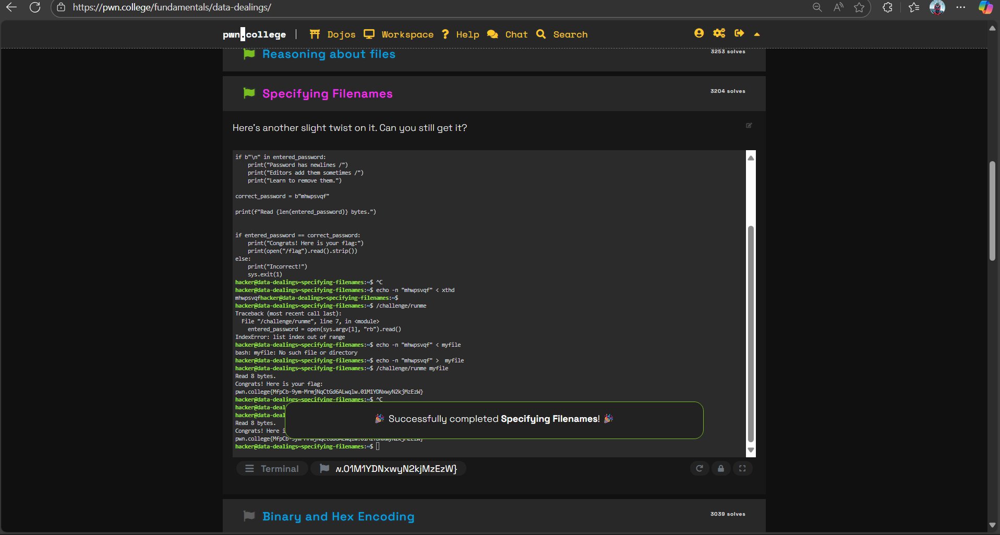 https://pwn.college/fundamentals/data-dealings/
pwn.college | Dojos Workspace ? Help Chat Search
Reasoning about files 3253 solves
Specifying Filenames 3204 solves
Here's another slight twist on it. Can you still get it?
if b"\n" in entered_password:
    print("Password has newlines /")
    print("Editors add them sometimes /")
    print("Learn to remove them.")
correct_password = b"mhwpsvqf"
print(f"Read {len(entered_password)} bytes.")
if entered_password == correct_password:
    print("Congrats! Here is your flag:")
    print(open("/flag").read().strip())
else:
    print("Incorrect!")
    sys.exit(1)
hacker@data-dealings~specifying-filenames:~$ ^C
hacker@data-dealings~specifying-filenames:~$ echo -n "mhwpsvqf" < xthd
mhwpsvqfhacker@data-dealings~specifying-filenames:~$
hacker@data-dealings~specifying-filenames:~$ /challenge/runme
Traceback (most recent call last):
  File "/challenge/runme", line 7, in <module>
    entered_password = open(sys.argv[1], "rb").read()
IndexError: list index out of range
hacker@data-dealings~specifying-filenames:~$ echo -n "mhwpsvqf" < myfile
bash: myfile: No such file or directory
hacker@data-dealings~specifying-filenames:~$ echo -n "mhwpsvqf" >  myfile
hacker@data-dealings~specifying-filenames:~$ /challenge/runme myfile
Read 8 bytes.
Congrats! Here is your flag:
pwn.college{MfpCb-9ym-MrmjNqCtGd6ALwqlw.01M1YDNxwyN2kjMzEzW}
hacker@data-dealings~specifying-filenames:~$ ^C
hacker@data-deal
hacker@data-deal
Read 8 bytes.
Congrats! Here i
🎉 Successfully completed Specifying Filenames! 🎉
pwn.college{MfpCb-9ym-MrmjNqCtGd6ALwqlw.01M1YDNxwyN2kjMzEzW}
hacker@data-dealings~specifying-filenames:~$
Terminal
.01M1YDNxwyN2kjMzEzW}
Binary and Hex Encoding 3039 solves